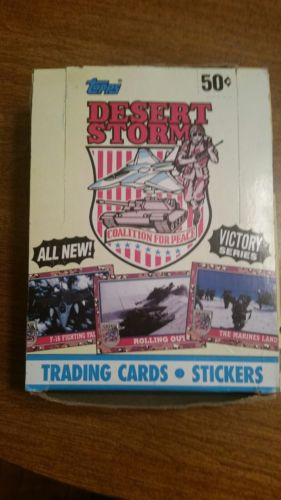 Topps
50¢
DESERT
STORM
COALITION FOR PEACE
ALL NEW!
VICTORY
SERIES
ROLLING OUT
THE MARINES LAND
TRADING CARDS • STICKERS